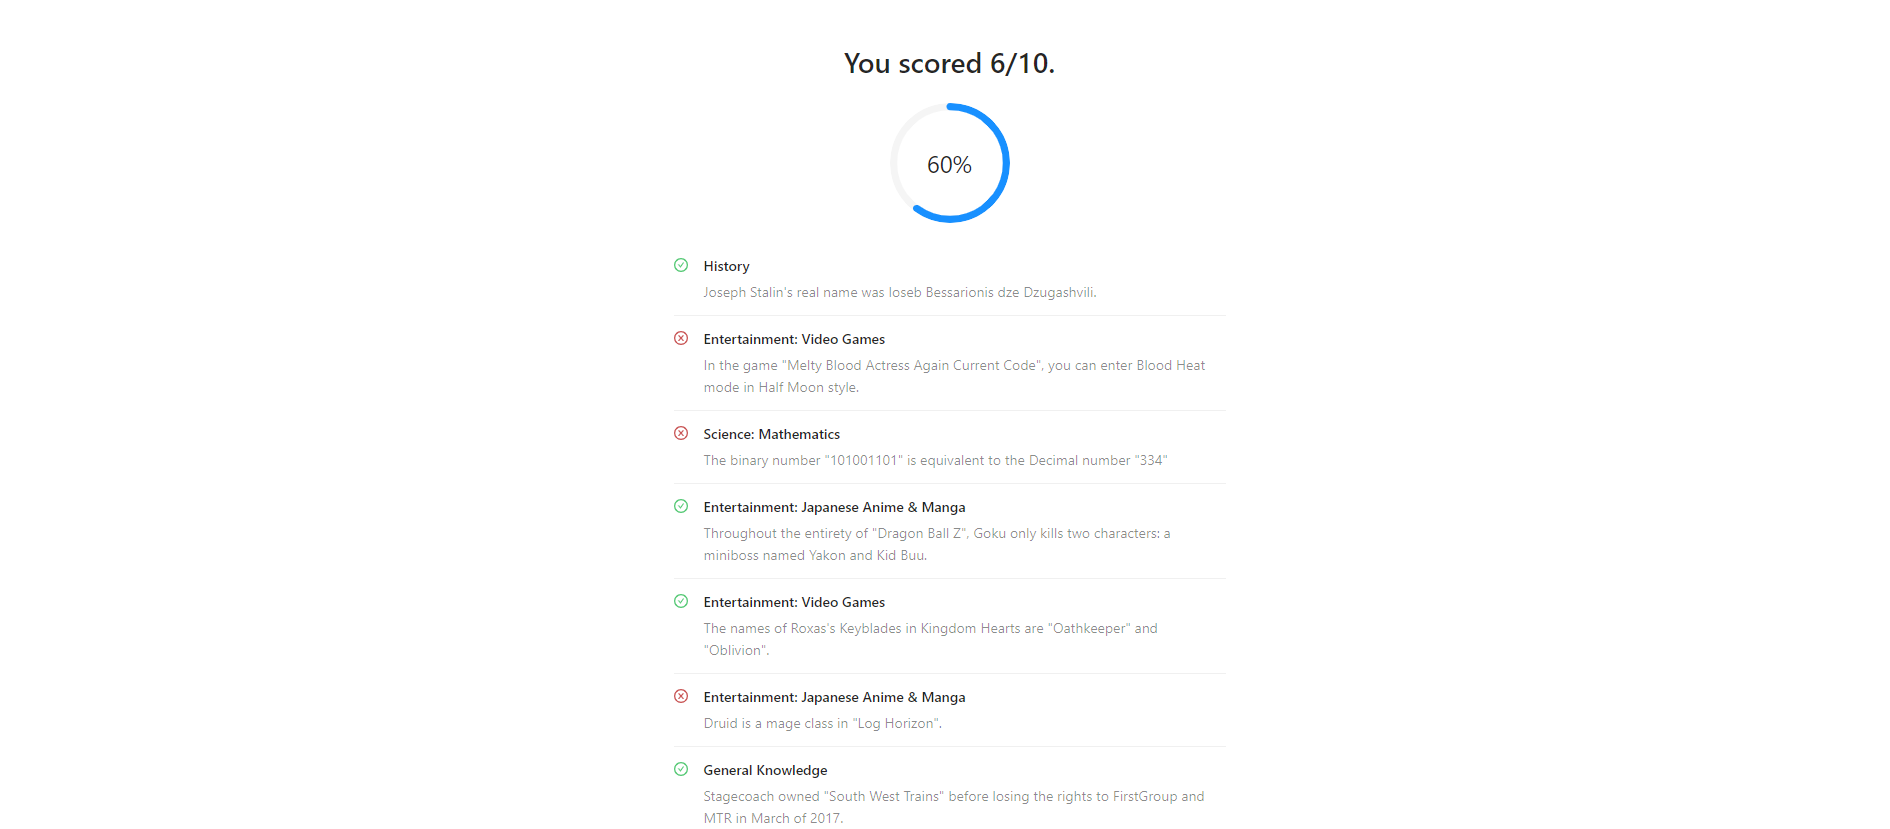 You scored 6/10.
60%
History
Joseph Stalin's real name was Ioseb Bessarionis dze Dzugashvili.
Entertainment: Video Games
In the game "Melty Blood Actress Again Current Code", you can enter Blood Heat
mode in Half Moon style.
Science: Mathematics
The binary number "101001101" is equivalent to the Decimal number "334"
Entertainment: Japanese Anime & Manga
Throughout the entirety of "Dragon Ball Z", Goku only kills two characters: a
miniboss named Yakon and Kid Buu.
Entertainment: Video Games
The names of Roxas's Keyblades in Kingdom Hearts are "Oathkeeper" and
"Oblivion".
Entertainment: Japanese Anime & Manga
Druid is a mage class in "Log Horizon".
General Knowledge
Stagecoach owned "South West Trains" before losing the rights to FirstGroup and
MTR in March of 2017.